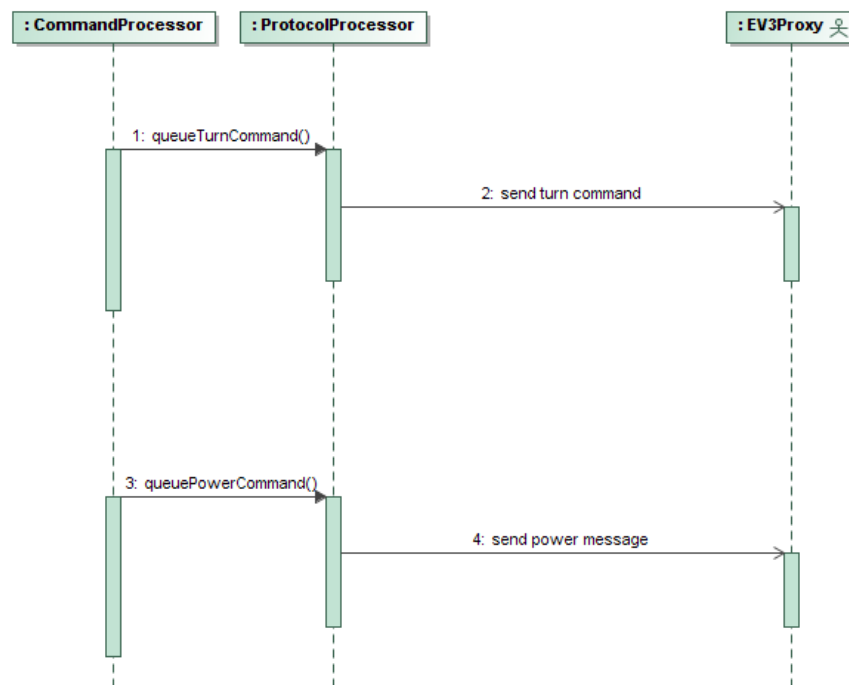 : CommandProcessor
: ProtocolProcessor
: EV3Proxy
1: queueTurnCommand()
2: send turn command
3: queuePowerCommand()
4: send power message